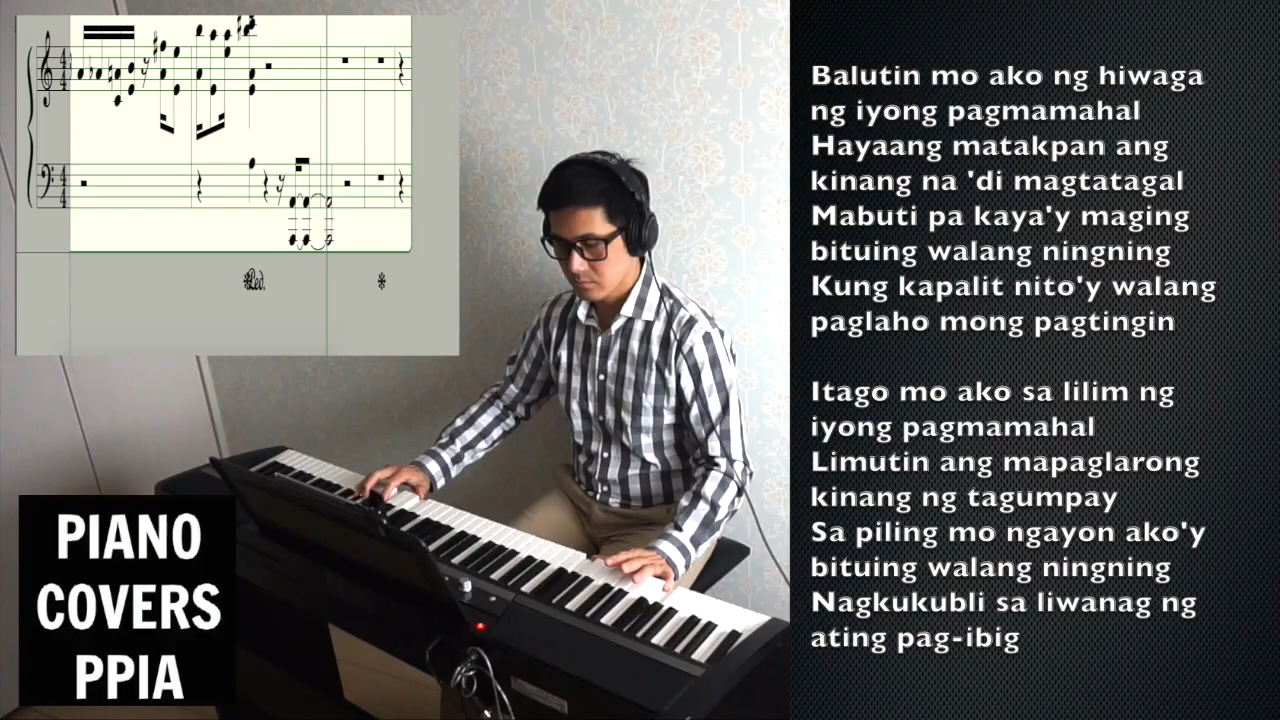 Balutin mo ako ng hiwaga
ng iyong pagmamahal
Hayaang matakpan ang
kinang na 'di magtatagal
Mabuti pa kaya'y maging
bituing walang ningning
Kung kapalit nito'y walang
paglaho mong pagtingin
Itago mo ako sa lilim ng
iyong pagmamahal
Limutin ang mapaglarong
kinang ng tagumpay
Sa piling mo ngayon ako'y
bituing walang ningning
Nagkukubli sa liwanag ng
ating pag-ibig
PIANO
COVERS
PPIA